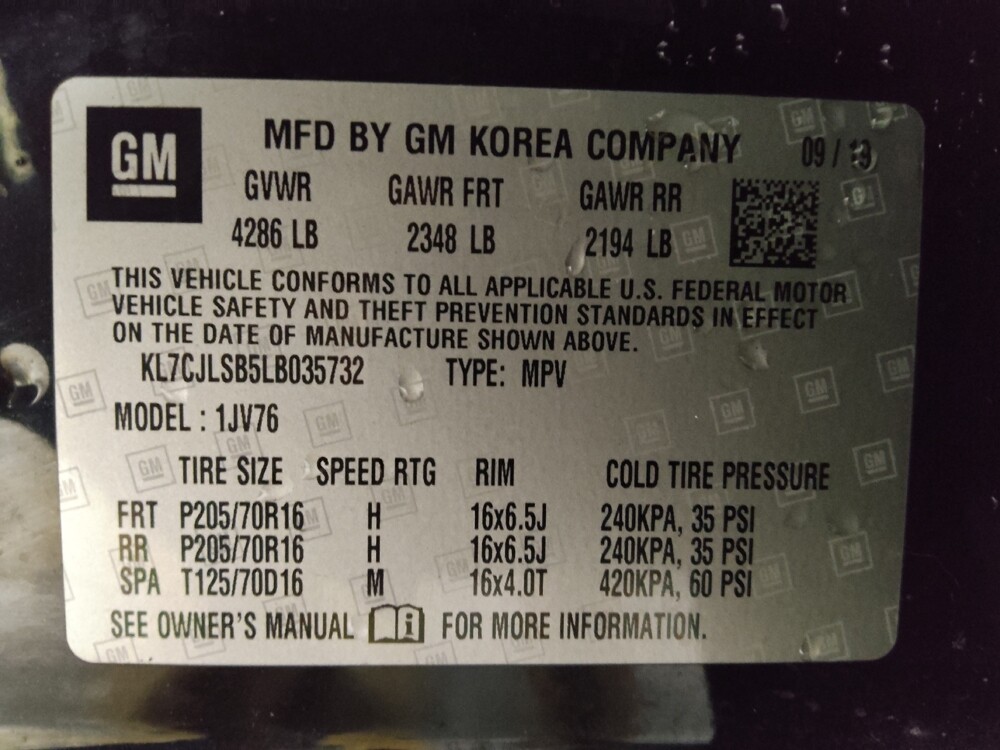 GM
MFD BY GM KOREA COMPANY 09 / 19
GVWR GAWR FRT GAWR RR
4286 LB 2348 LB 2194 LB
THIS VEHICLE CONFORMS TO ALL APPLICABLE U.S. FEDERAL MOTOR
VEHICLE SAFETY AND THEFT PREVENTION STANDARDS IN EFFECT
ON THE DATE OF MANUFACTURE SHOWN ABOVE.
KL7CJLSB5LB035732 TYPE: MPV
MODEL : 1JV76
TIRE SIZE SPEED RTG RIM COLD TIRE PRESSURE
FRT P205/70R16 H 16x6.5J 240KPA, 35 PSI
RR P205/70R16 H 16x6.5J 240KPA, 35 PSI
SPA T125/70D16 M 16x4.0T 420KPA, 60 PSI
SEE OWNER'S MANUAL i FOR MORE INFORMATION.